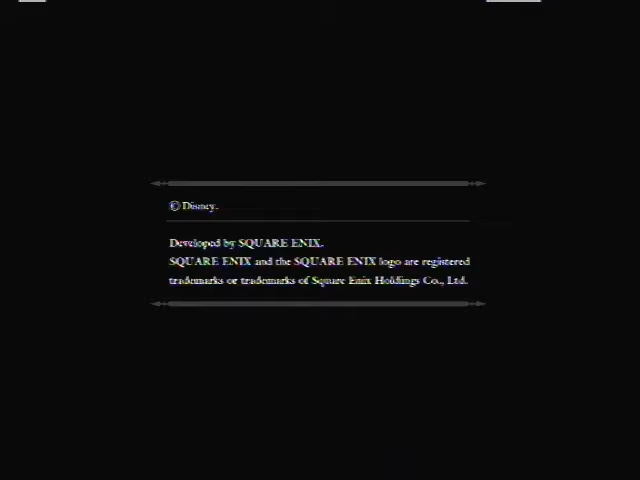 © Disney.
Developed by SQUARE ENIX.
SQUARE ENIX and the SQUARE ENIX logo are registered
trademarks or trademarks of Square Enix Holdings Co., Ltd.